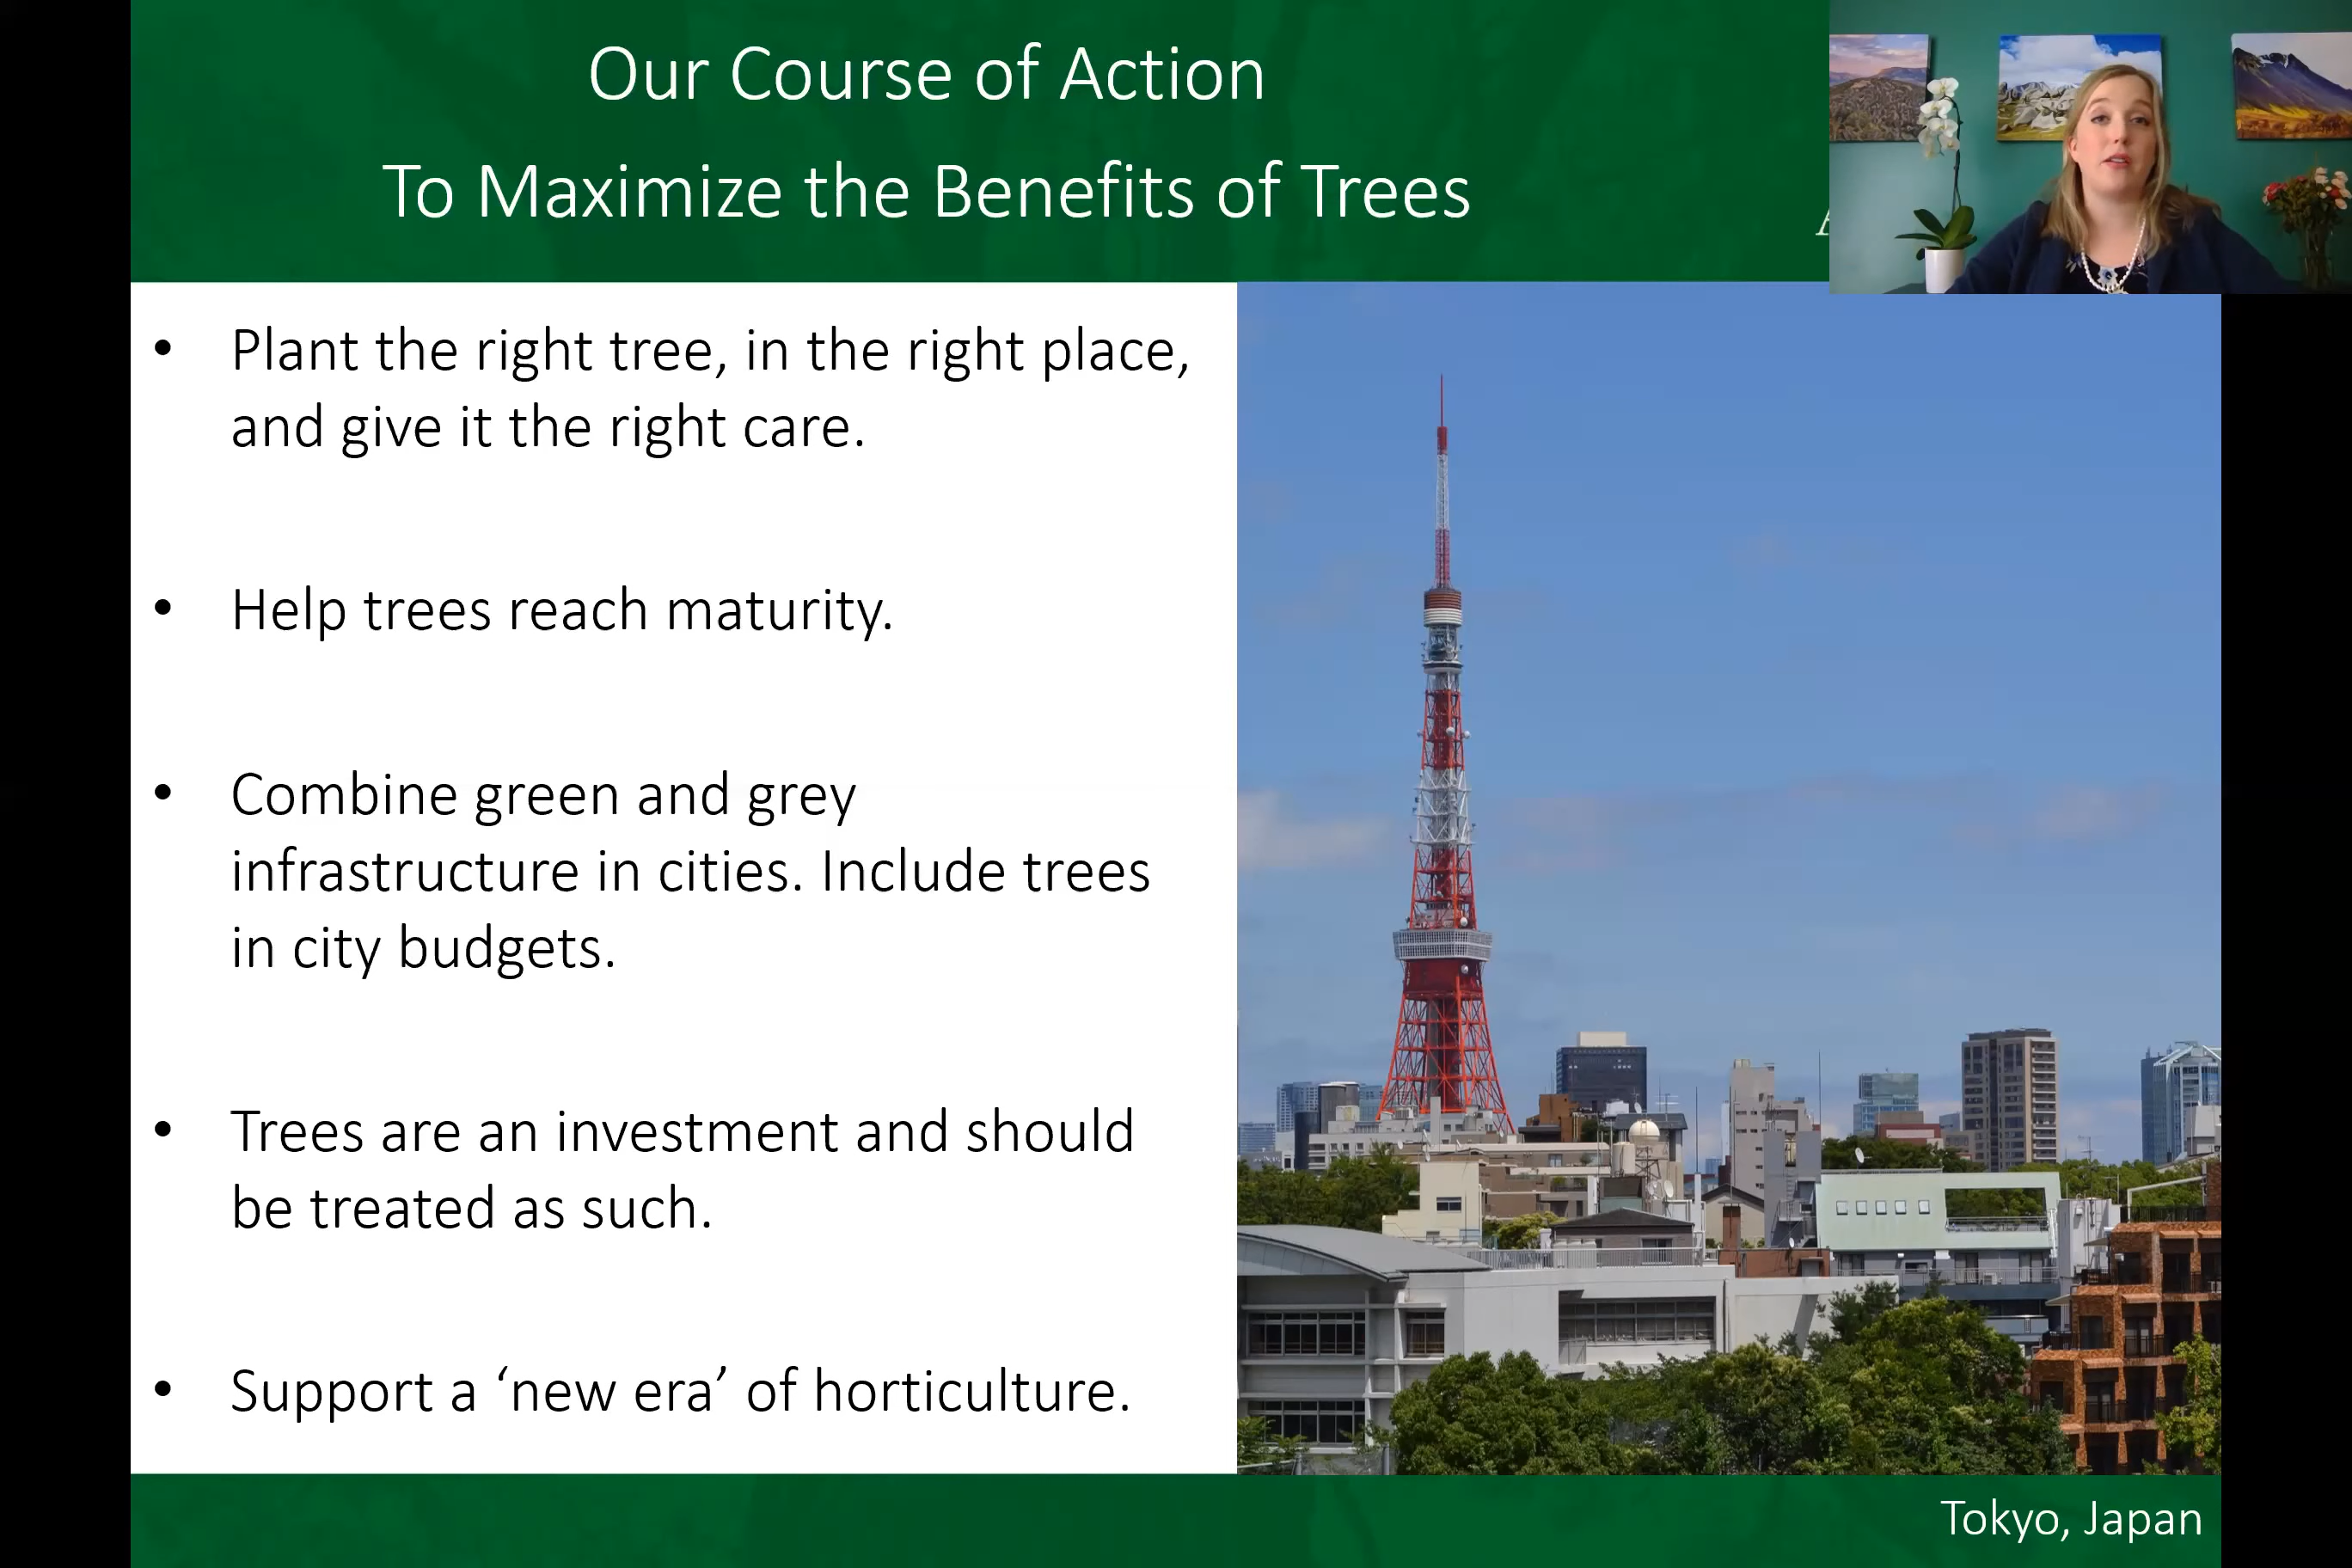 Our Course of Action
To Maximize the Benefits of Trees
• Plant the right tree, in the right place,
and give it the right care.
• Help trees reach maturity.
• Combine green and grey
infrastructure in cities. Include trees
in city budgets.
• Trees are an investment and should
be treated as such.
• Support a ‘new era’ of horticulture.
Tokyo, Japan